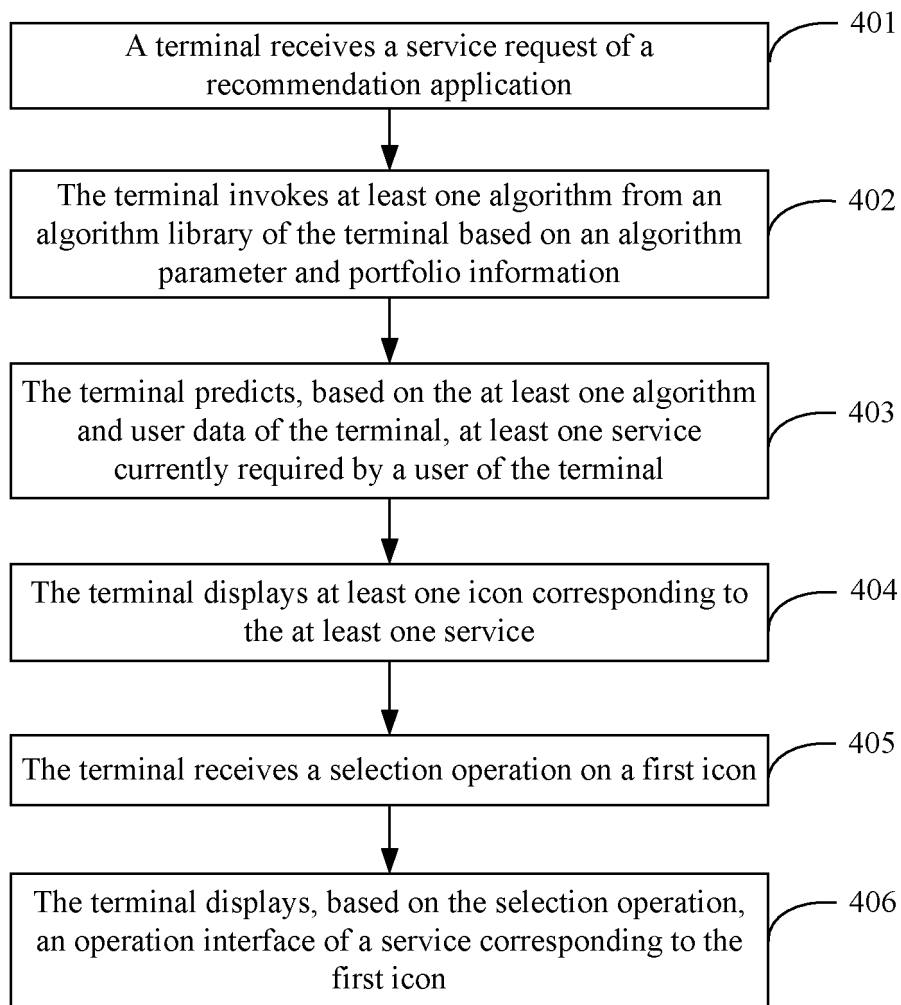 A terminal receives a service request of a
recommendation application
401
The terminal invokes at least one algorithm from an
algorithm library of the terminal based on an algorithm
parameter and portfolio information
402
The terminal predicts, based on the at least one algorithm
and user data of the terminal, at least one service
currently required by a user of the terminal
403
The terminal displays at least one icon corresponding to
the at least one service
404
The terminal receives a selection operation on a first icon
405
The terminal displays, based on the selection operation,
an operation interface of a service corresponding to the
first icon
406